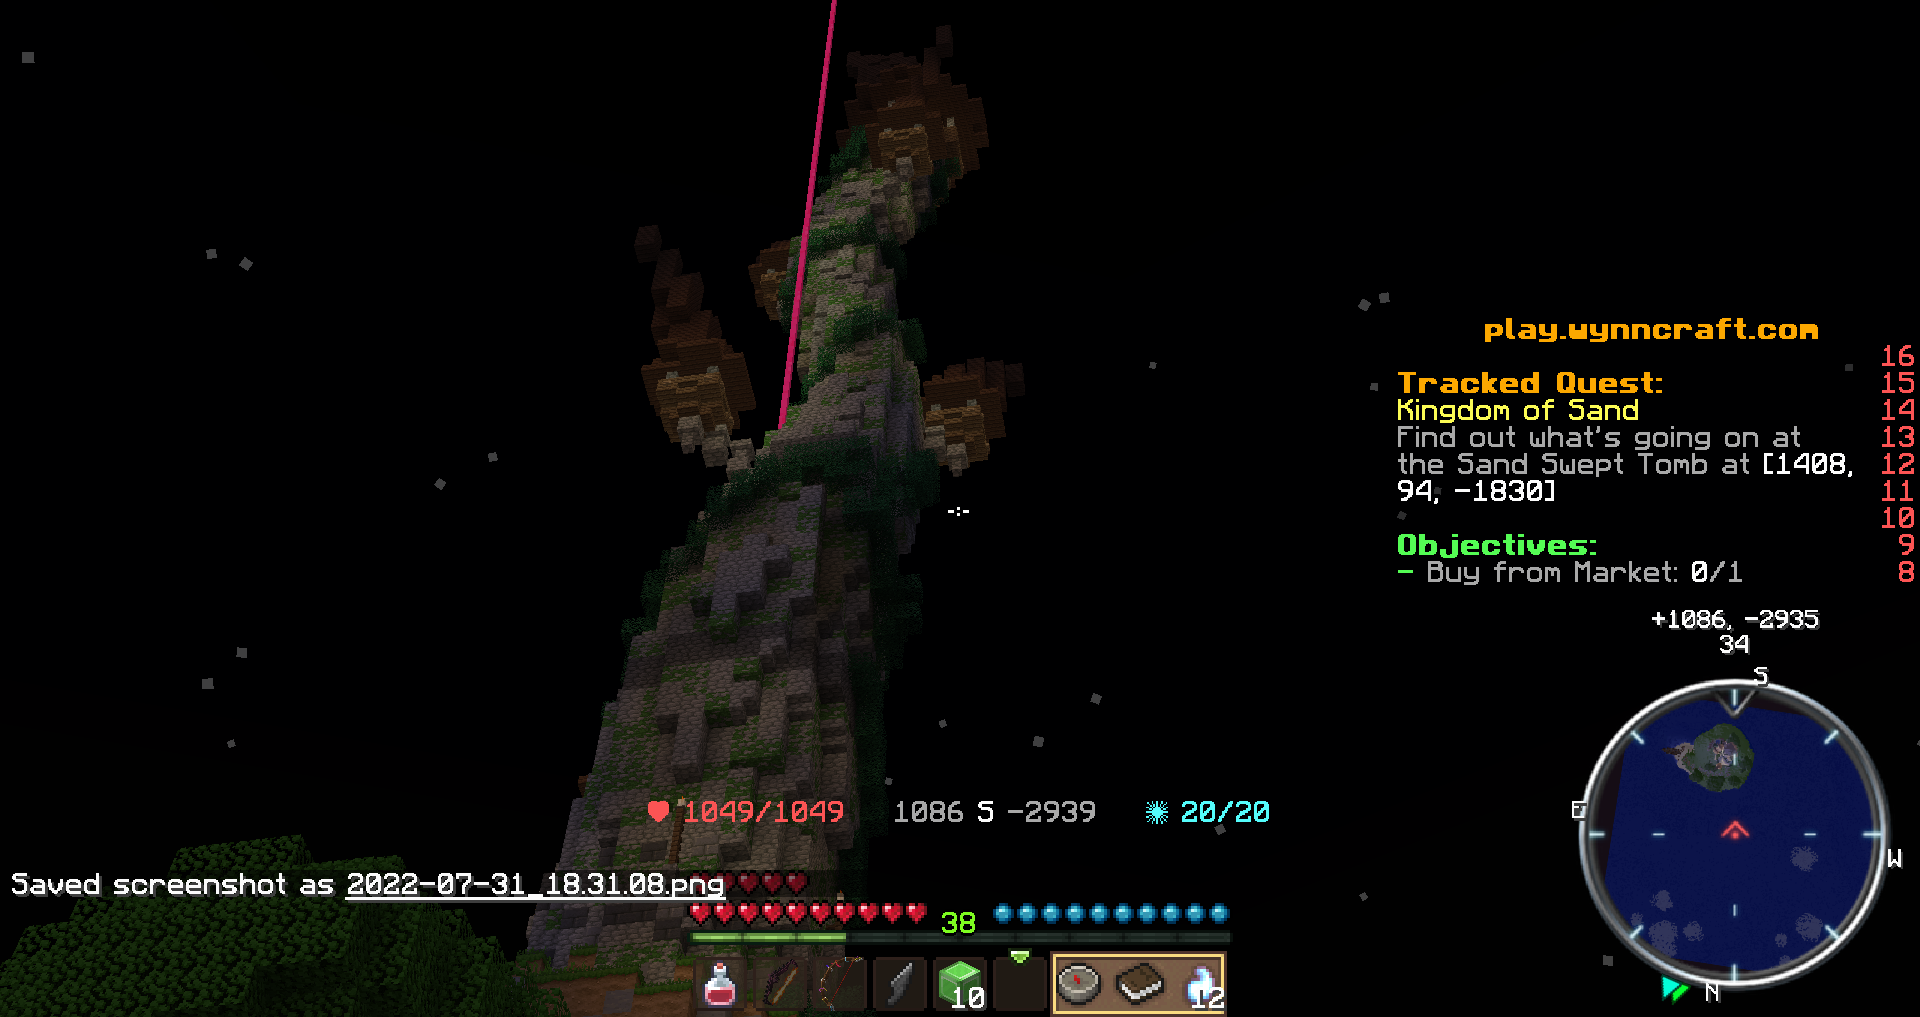 play.wynncraft.com
16
Tracked Quest: 15
Kingdom of Sand 14
Find out what's going on at 13
the Sand Swept Tomb at [1408, 12
94, -1830] 11
10
Objectives: 9
- Buy from Market: 0/1 8
+1086, -2935
34
S
E
W
N
1049/1049 1086 S -2939 20/20
Saved screenshot as 2022-07-31_18.31.08.png
38
10
12